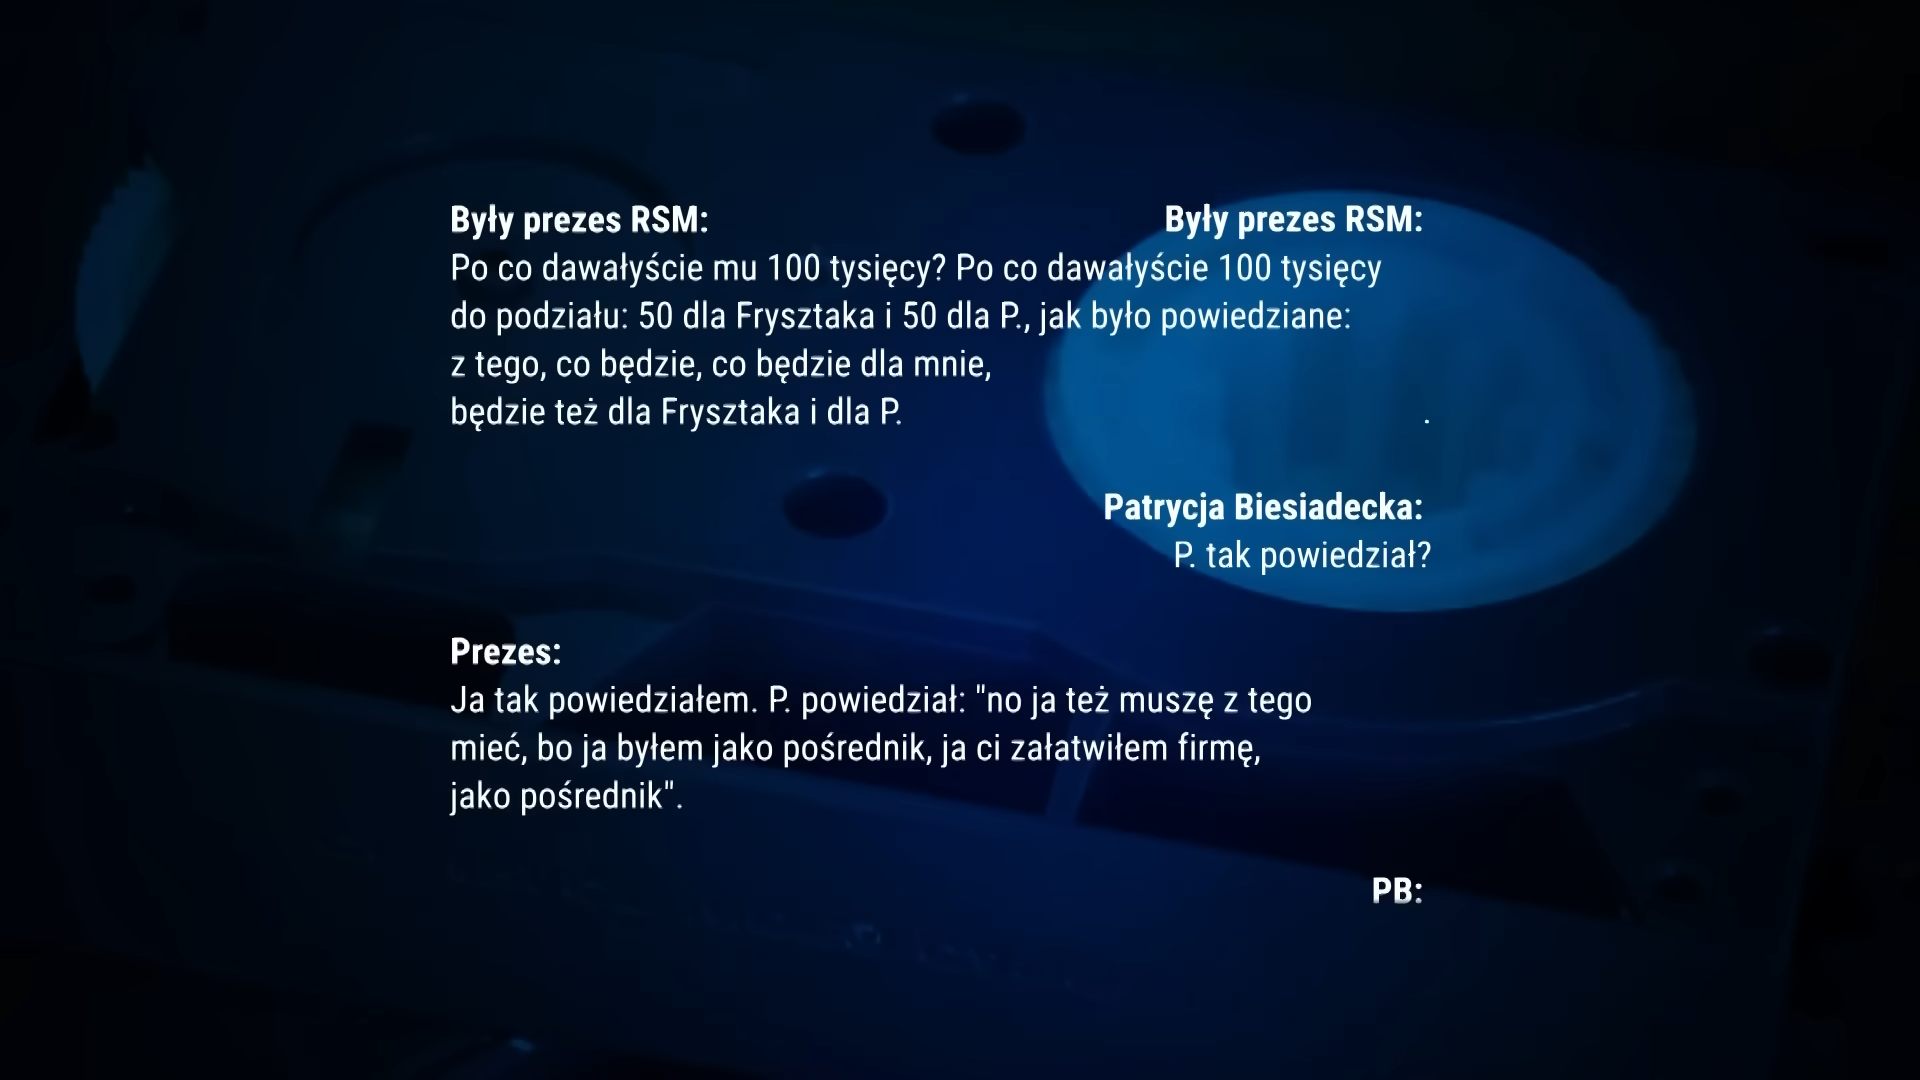 Były prezes RSM: Były prezes RSM:
Po co dawałyście mu 100 tysięcy? Po co dawałyście 100 tysięcy
do podziału: 50 dla Frysztaka i 50 dla P., jak było powiedziane:
z tego, co będzie, co będzie dla mnie,
będzie też dla Frysztaka i dla P.
.
Patrycja Biesiadecka:
P. tak powiedział?
Prezes:
Ja tak powiedziałem. P. powiedział: "no ja też muszę z tego
mieć, bo ja byłem jako pośrednik, ja ci załatwiłem firmę,
jako pośrednik".
PB: